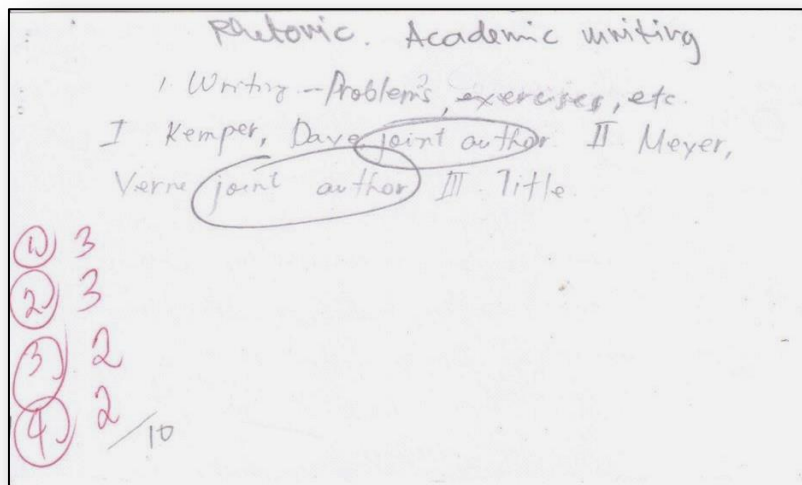 Rhetoric. Academic writing
1. Writing - Problems, exercises, etc.
I Kemper, Dave joint author. II Meyer,
Verne joint author III Title
1) 3
2) 3
3) 2
4) 2
/10